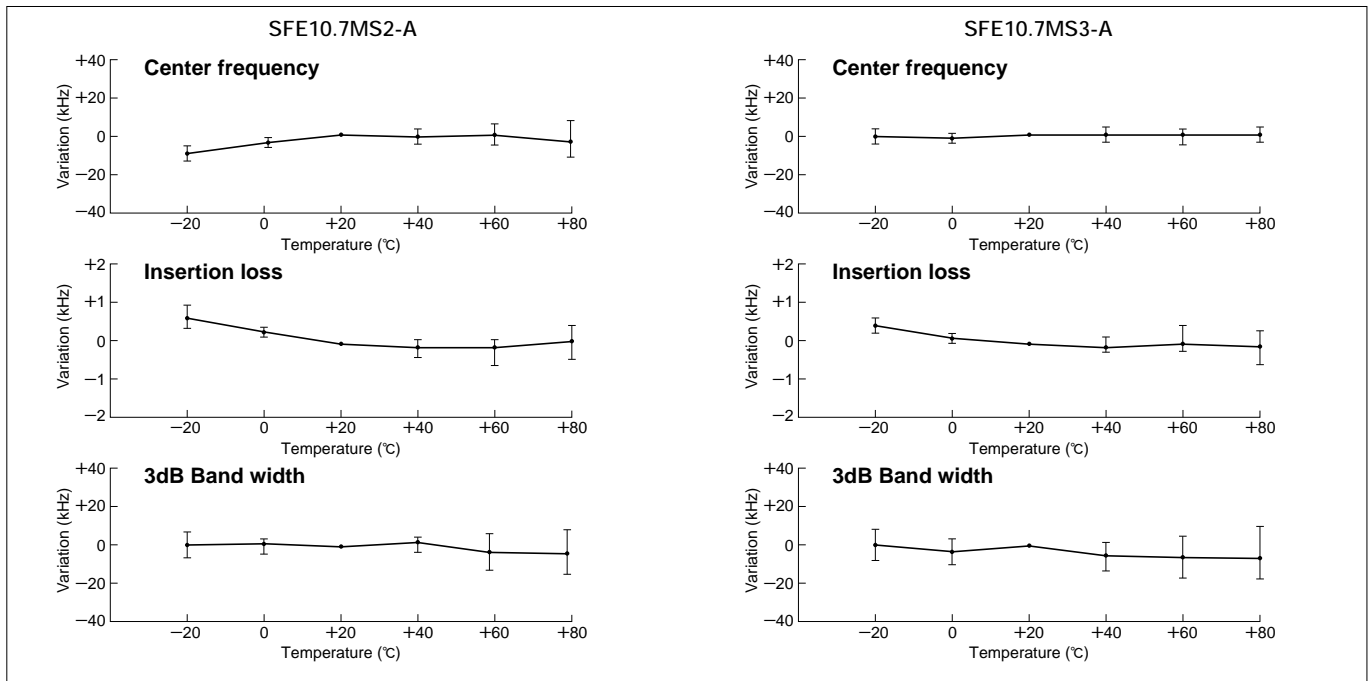 SFE10.7MS2-A
Center frequency
Variation (kHz)
+40
+20
0
−20
−40
−20 0 +20 +40 +60 +80
Temperature (℃)
Insertion loss
Variation (kHz)
+2
+1
0
−1
−2
−20 0 +20 +40 +60 +80
Temperature (℃)
3dB Band width
Variation (kHz)
+40
+20
0
−20
−40
−20 0 +20 +40 +60 +80
Temperature (℃)
SFE10.7MS3-A
Center frequency
Variation (kHz)
+40
+20
0
−20
−40
−20 0 +20 +40 +60 +80
Temperature (℃)
Insertion loss
Variation (kHz)
+2
+1
0
−1
−2
−20 0 +20 +40 +60 +80
Temperature (℃)
3dB Band width
Variation (kHz)
+40
+20
0
−20
−40
−20 0 +20 +40 +60 +80
Temperature (℃)